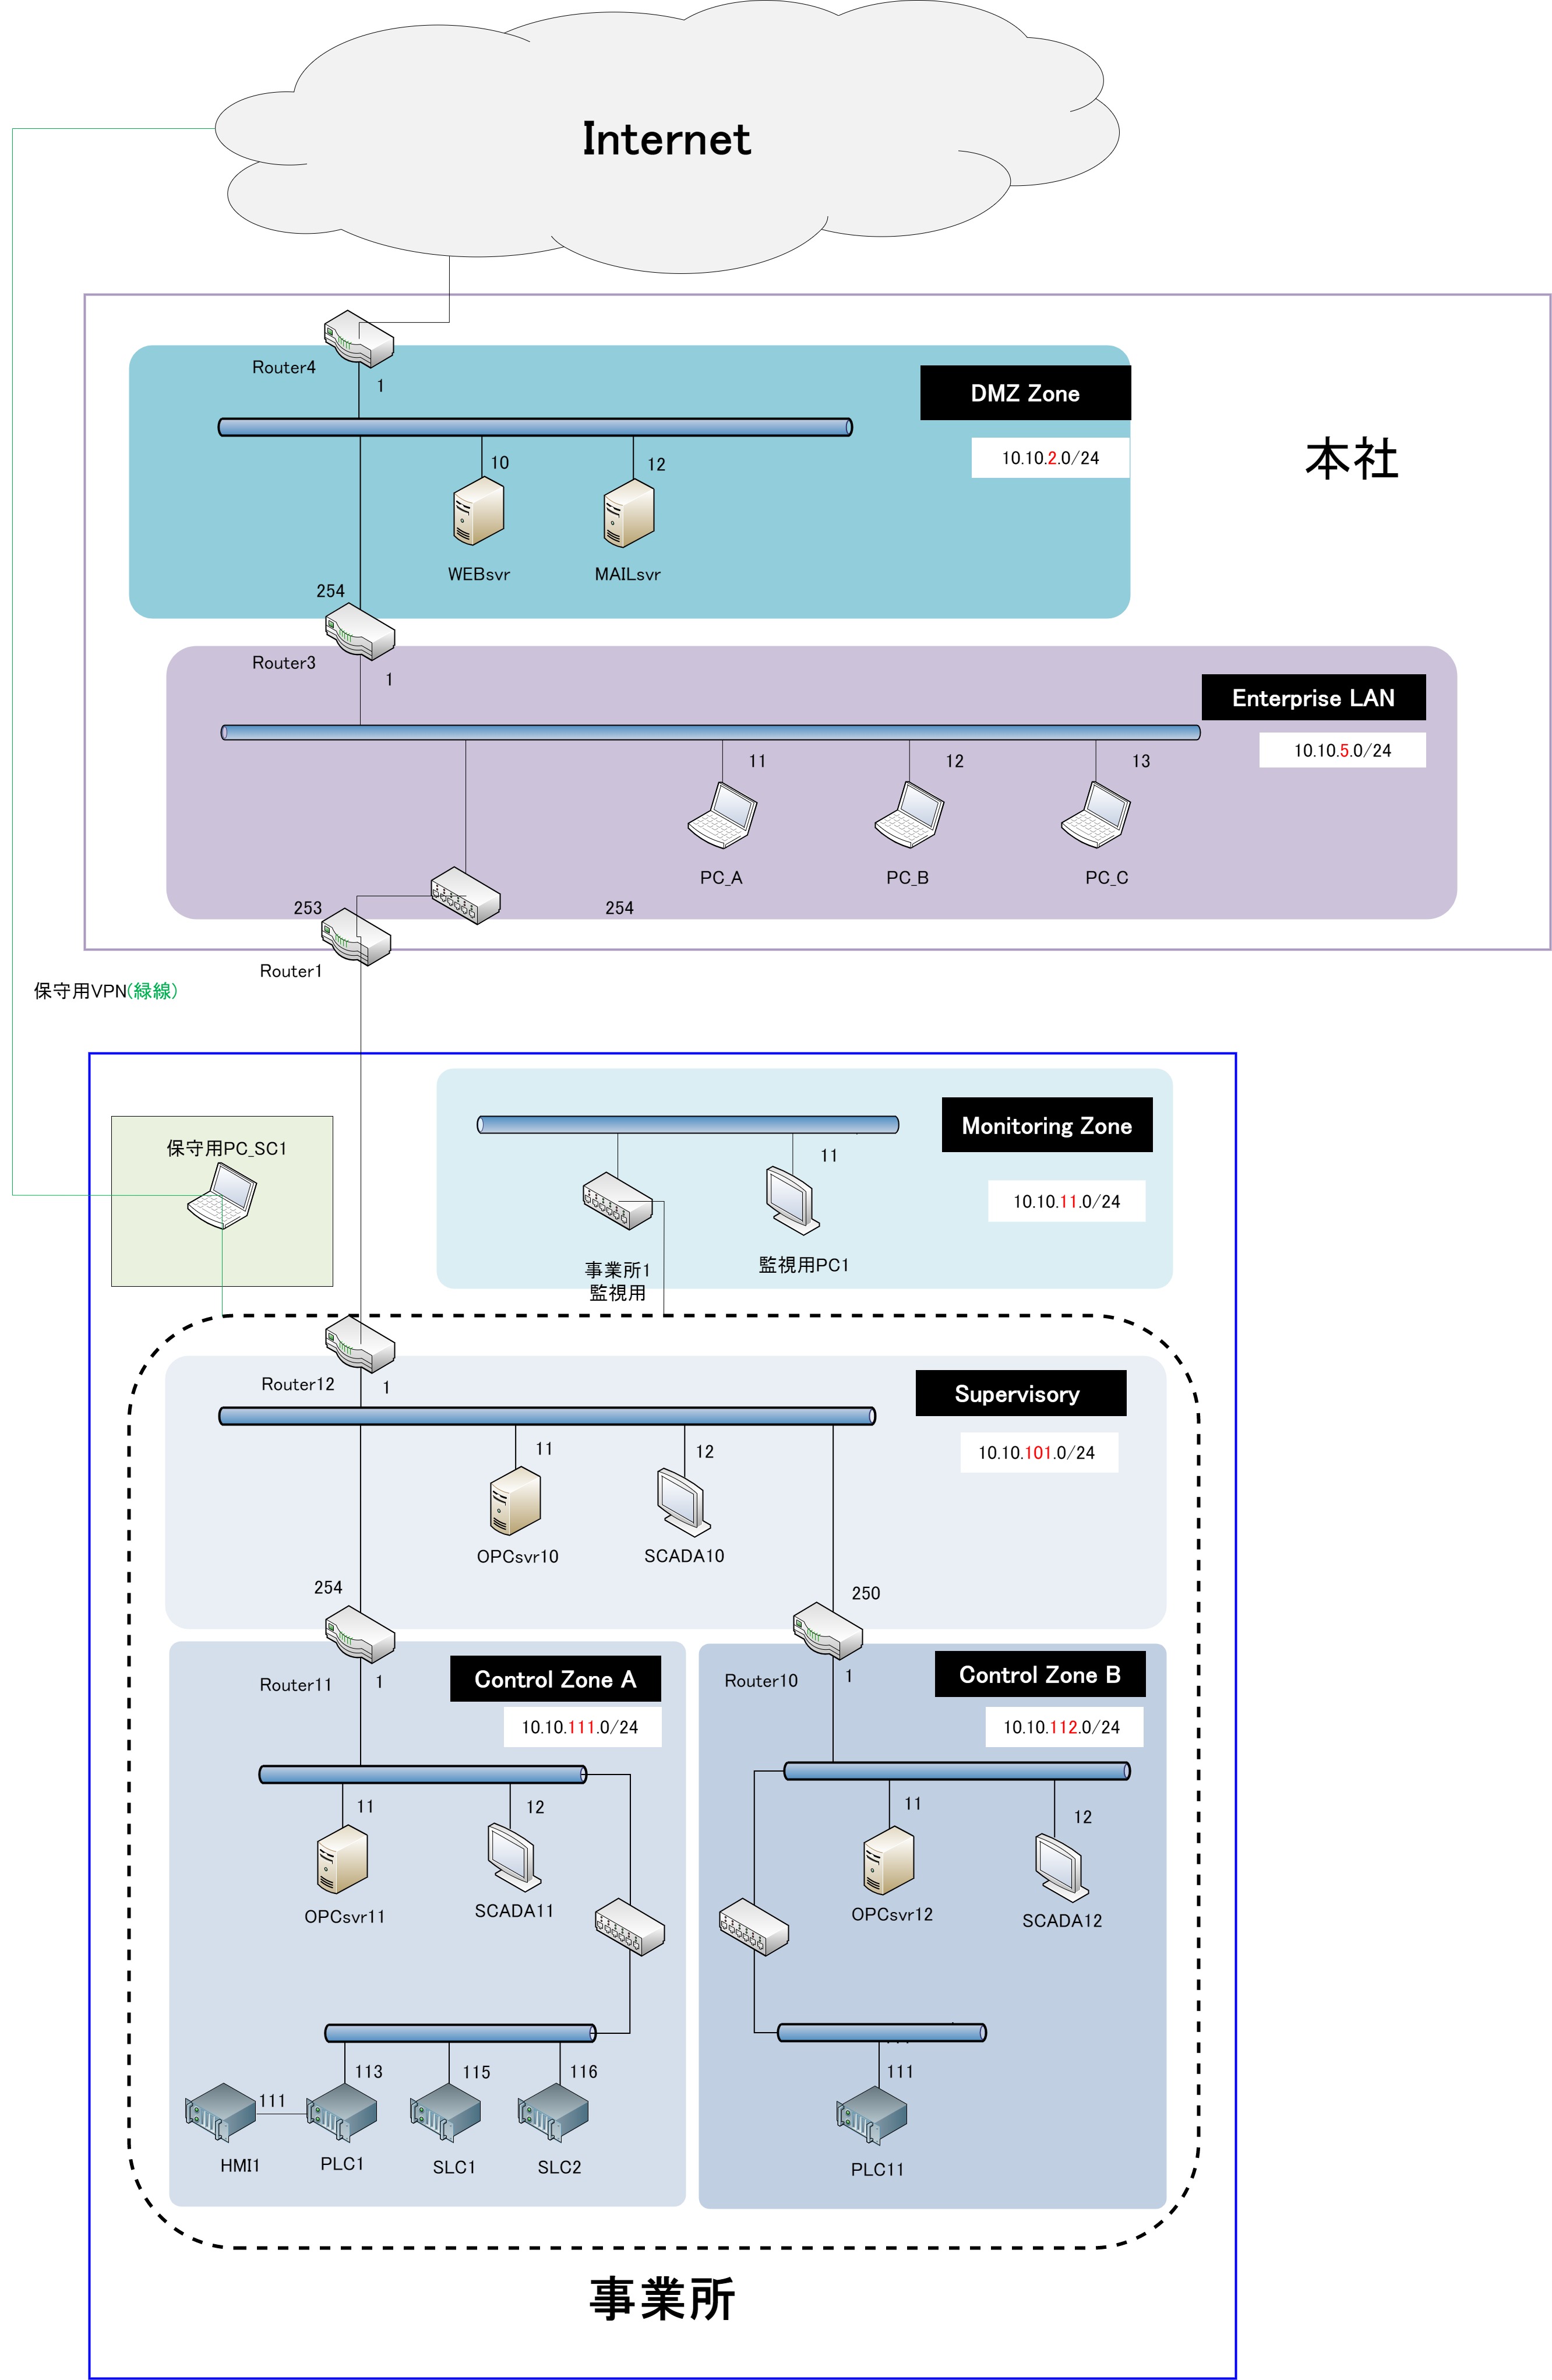 Internet
Router4
1
DMZ Zone
10.10.2.0/24
本社
10
12
WEBsvr
MAILsvr
254
Router3
1
Enterprise LAN
10.10.5.0/24
11
12
13
PC_A
PC_B
PC_C
253
254
Router1
保守用VPN(緑線)
保守用PC_SC1
Monitoring Zone
11
10.10.11.0/24
事業所1
監視用
監視用PC1
Router12
1
Supervisory
10.10.101.0/24
11
12
OPCsvr10
SCADA10
254
250
Router11
1
Control Zone A
10.10.111.0/24
Router10
1
Control Zone B
10.10.112.0/24
11
12
OPCsvr11
SCADA11
11
12
OPCsvr12
SCADA12
111
113
115
116
HMI1
PLC1
SLC1
SLC2
111
PLC11
事業所